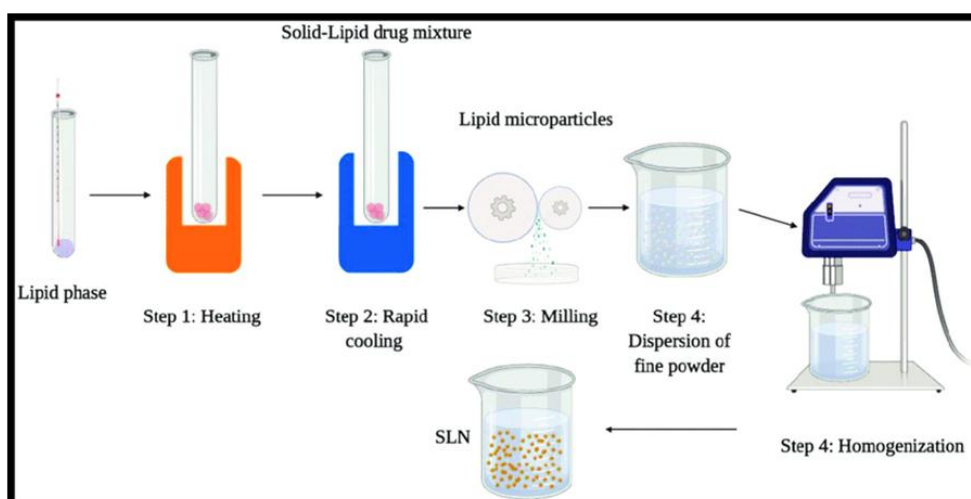 Solid-Lipid drug mixture
Lipid microparticles
Lipid phase
Step 1: Heating
Step 2: Rapid
cooling
Step 3: Milling
Step 4:
Dispersion of
fine powder
Step 4: Homogenization
SLN